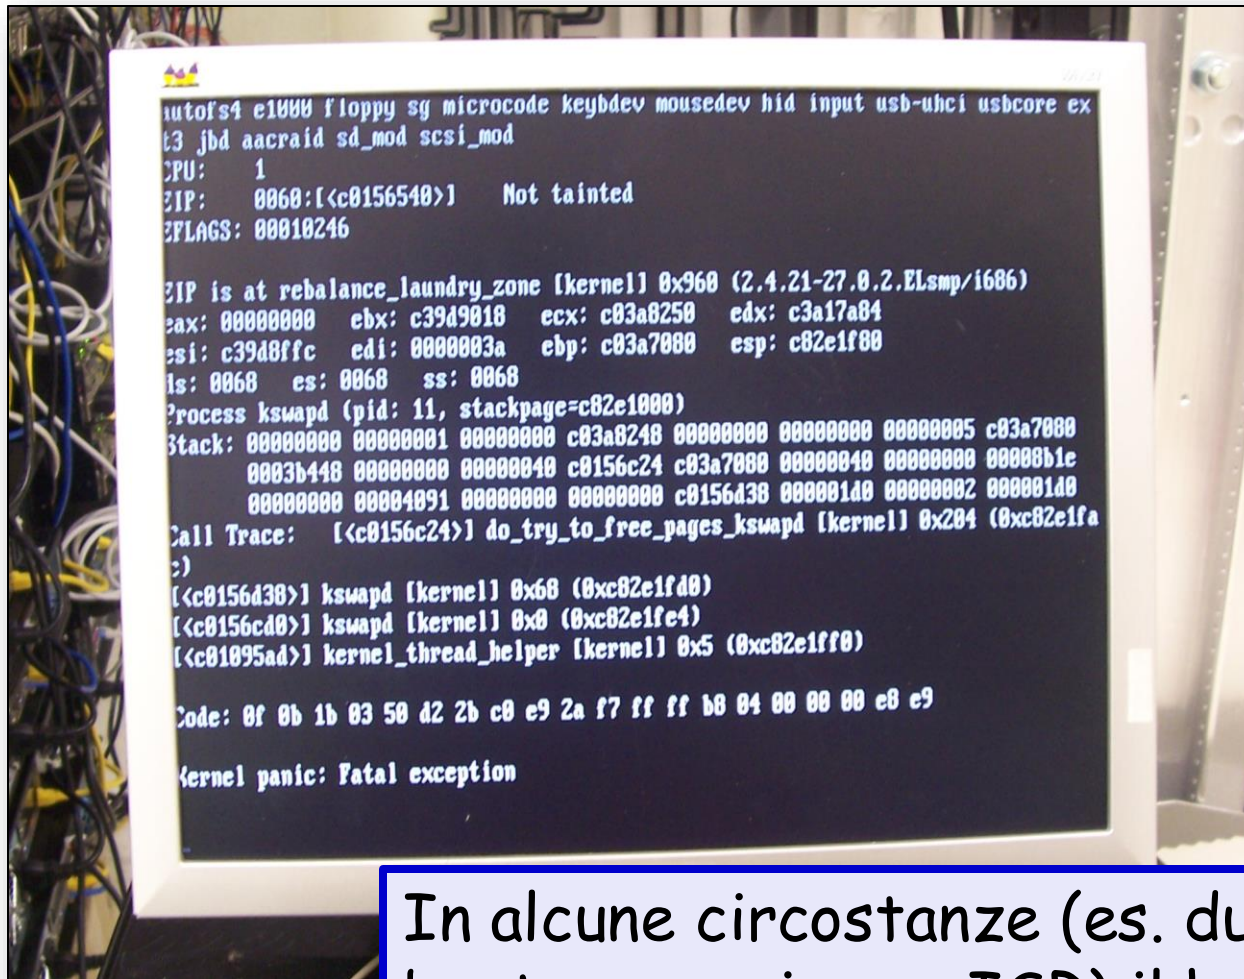 autofs4 e1000 floppy sg microcode keybdev mousedev hid input usb-uhci usbcore ex
t3 jbd aacraid sd_mod scsi_mod
CPU: 1
EIP: 0060:[<c0156540>] Not tainted
EFLAGS: 00010246
EIP is at rebalance_laundry_zone [kernel] 0x960 (2.4.21-27.0.2.ELsmp/i686)
eax: 00000000 ebx: c39d9018 ecx: c03a8250 edx: c3a17a84
esi: c39d8ffc edi: 0000003a ebp: c03a7080 esp: c82e1f80
ds: 0068 es: 0068 ss: 0068
Process kswapd (pid: 11, stackpage=c82e1000)
Stack: 00000000 00000001 00000000 c03a8248 00000000 00000000 00000005 c03a7080
0003b448 00000000 00000040 c0156c24 c03a7080 00000040 00000000 00008b1e
00000000 00004091 00000000 00000000 c0156d38 000001d0 00000002 000001d0
Call Trace: [<c0156c24>] do_try_to_free_pages_kswapd [kernel] 0x204 (0xc82e1fa
c)
[<c0156d38>] kswapd [kernel] 0x68 (0xc82e1fd0)
[<c0156cd0>] kswapd [kernel] 0x0 (0xc82e1fe4)
[<c01095ad>] kernel_thread_helper [kernel] 0x5 (0xc82e1ff0)
Code: 0f 0b 1b 03 50 d2 2b c0 e9 2a f7 ff ff b8 04 00 00 00 e8 e9
Kernel panic: Fatal exception
In alcune circostanze (es. du